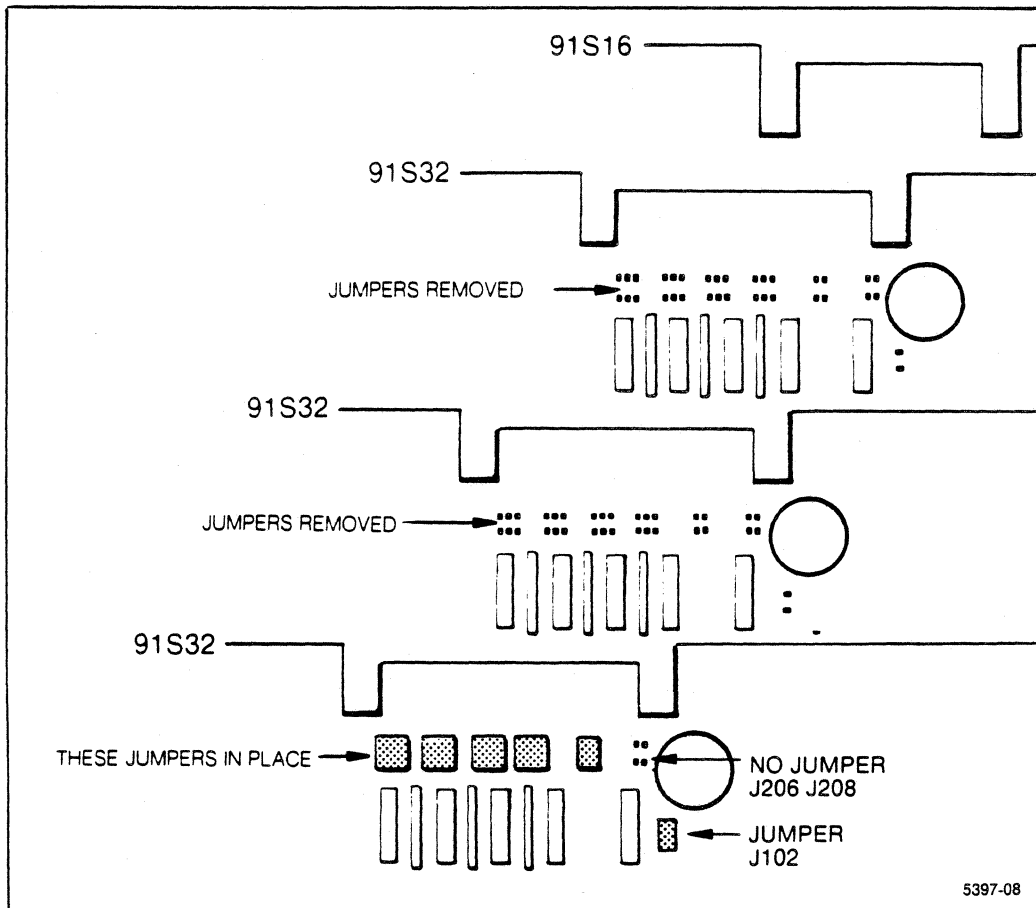 91S16
91S32
JUMPERS REMOVED
91S32
JUMPERS REMOVED
91S32
THESE JUMPERS IN PLACE
NO JUMPER
J206 J208
JUMPER
J102
5397-08